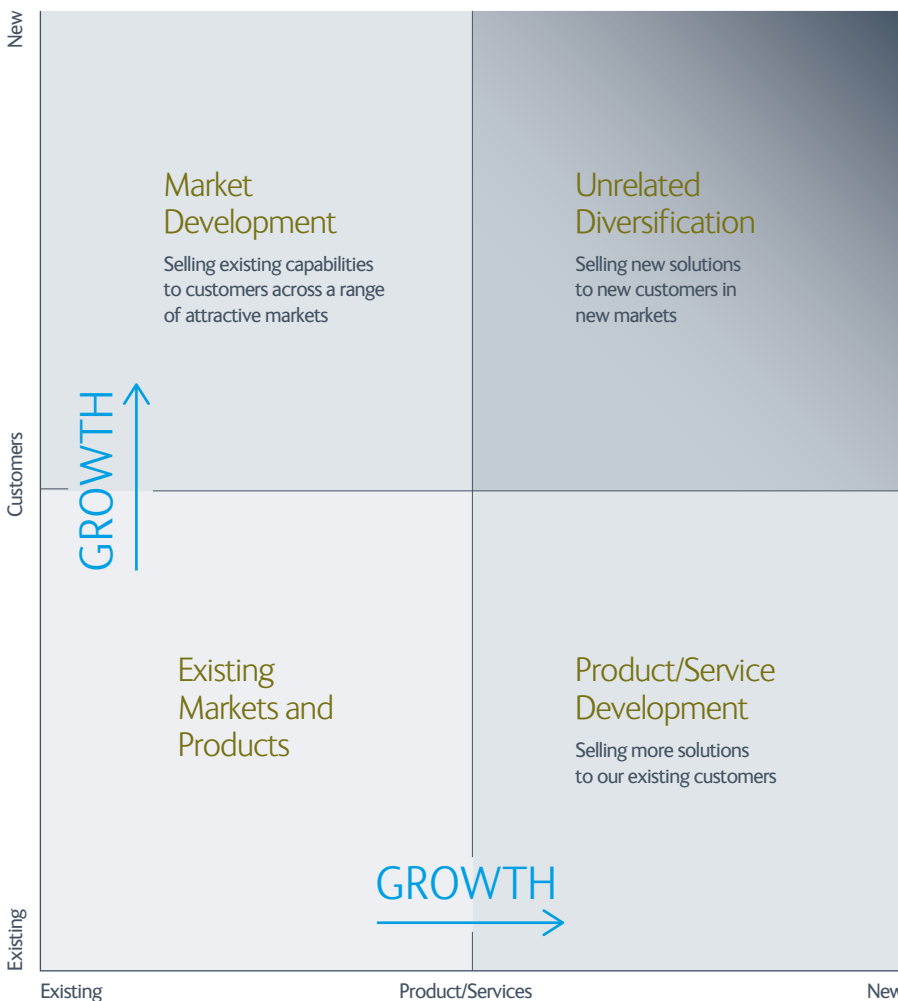 New
Market
Development
Selling existing capabilities
to customers across a range
of attractive markets
Unrelated
Diversification
Selling new solutions
to new customers in
new markets
GROWTH
Customers
Existing
Markets and
Products
Product/Service
Development
Selling more solutions
to our existing customers
GROWTH
Existing
Existing
Product/Services
New